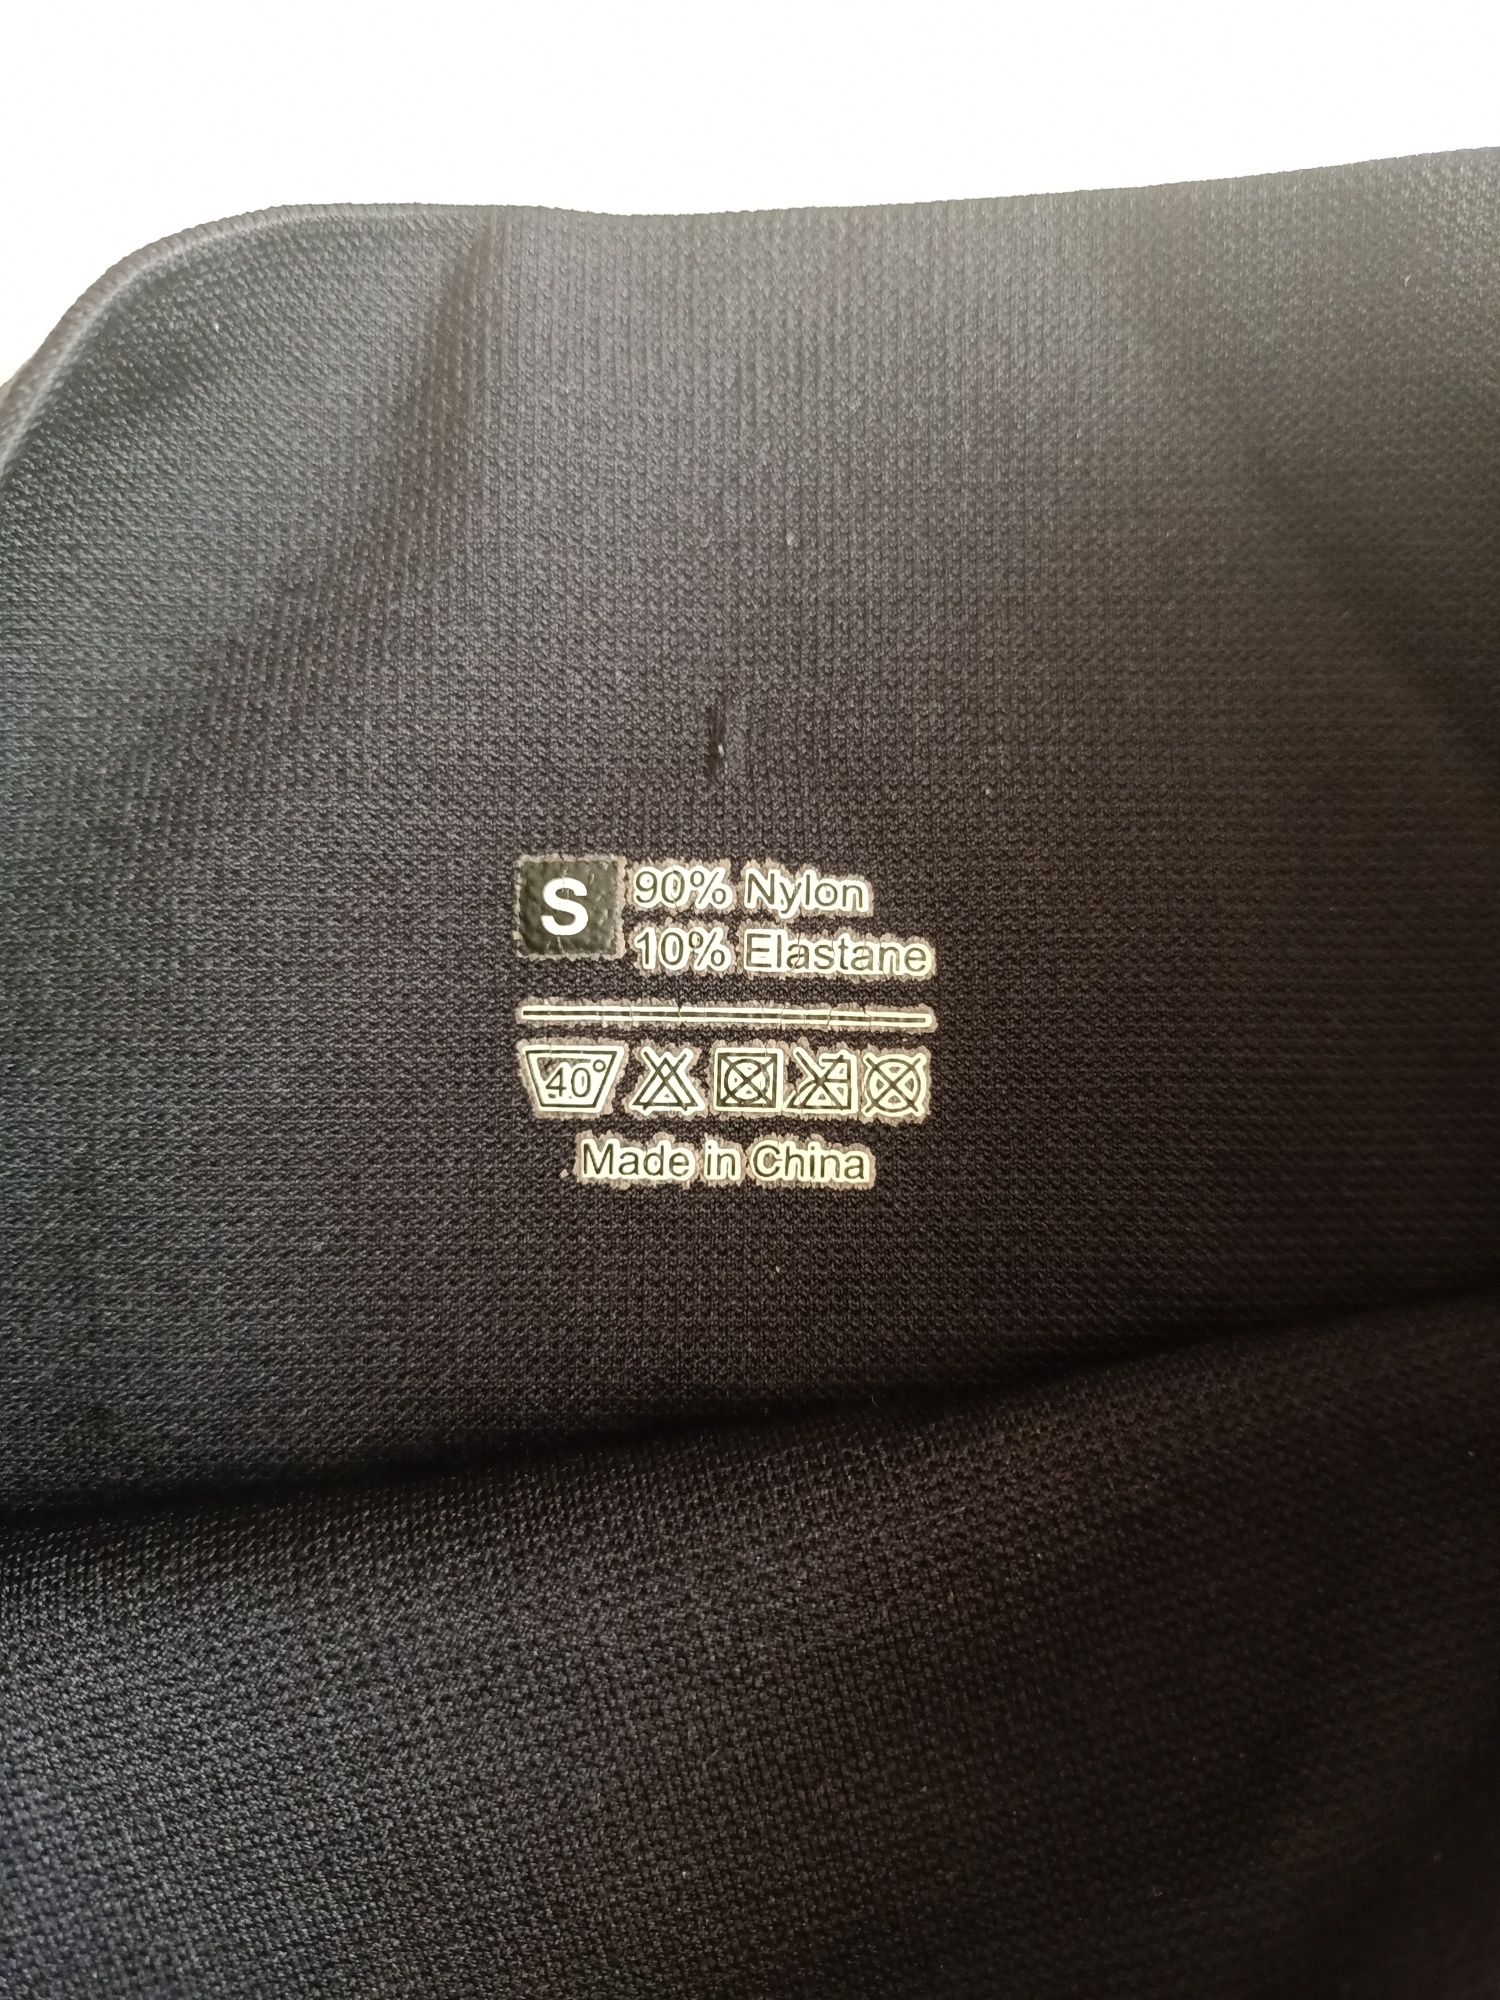 S 90% Nylon
10% Elastane
40°
Made in China